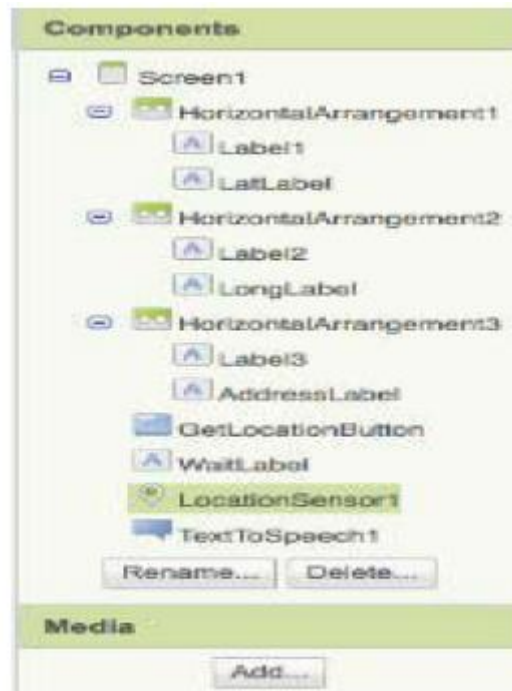 Components
Screen1
HorizontalArrangement1
Label1
LatLabel
HorizontalArrangement2
Label2
LongLabel
HorizontalArrangement3
Label3
AddressLabel
GetLocationButton
WaitLabel
LocationSensor1
TextToSpeech1
Rename... Delete...
Media
Add...